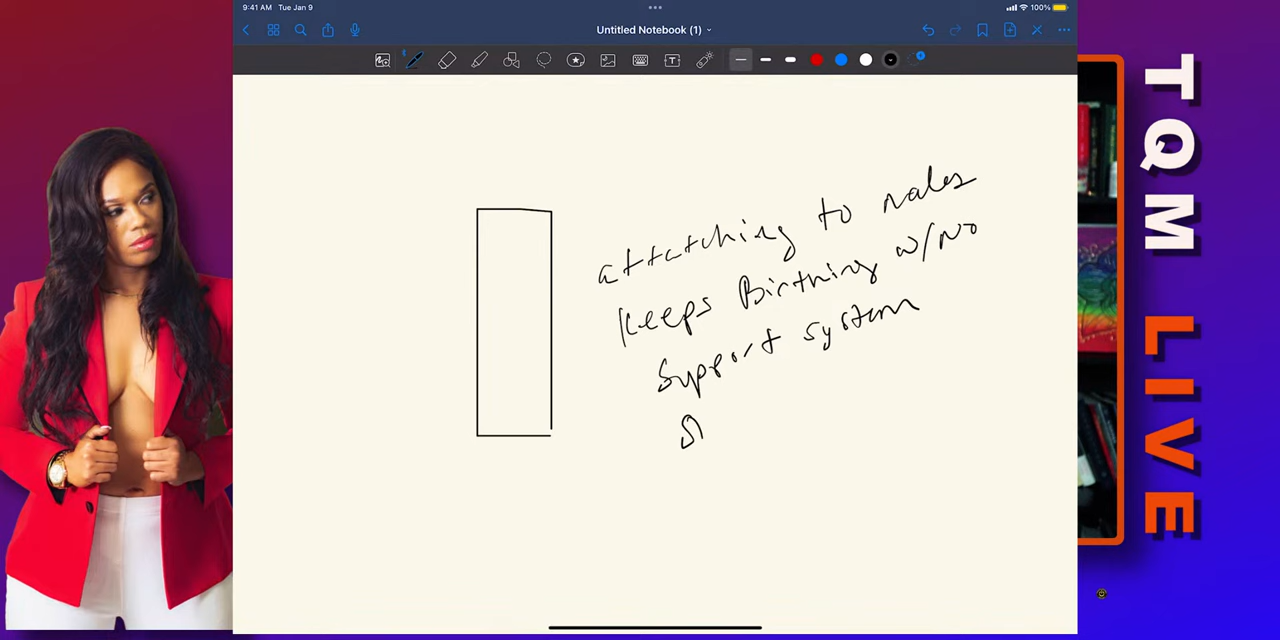 9:41 AM Tue Jan 9
100%
Untitled Notebook (1)
attatching to males
Keeps Birthing w/No
Support system
TQM LIVE